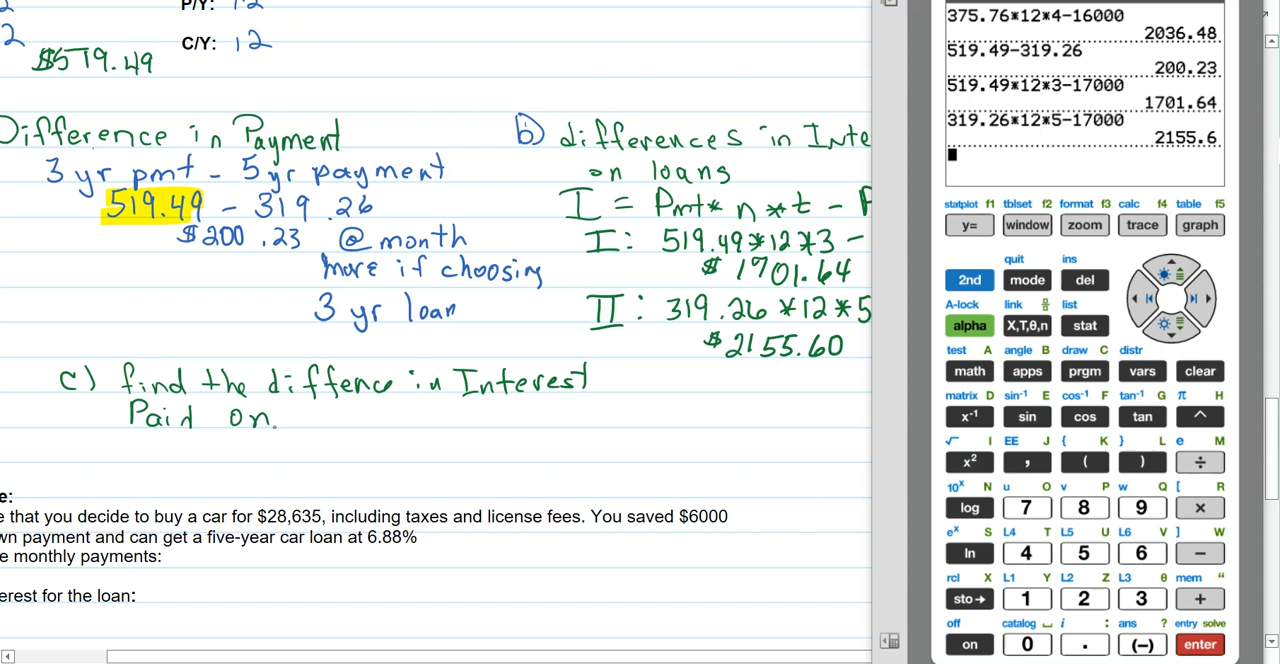 P/Y: 12
2
C/Y: 12
$519.49
Difference in Payment
3 yr pmt - 5 yr payment
519.49 - 319.26
$200.23 @ month
more if choosing
3 yr loan
b) differences in Inte
on loans
I = Pmt* n *t - P
I: 519.49*12*3 -
$1701.64
II: 319.26*12*5
$2155.60
c) find the diffence in Interest
Paid on.
e:
e that you decide to buy a car for $28,635, including taxes and license fees. You saved $6000
wn payment and can get a five-year car loan at 6.88%
e monthly payments:
erest for the loan:
375.76*12*4-16000
2036.48
519.49-319.26
200.23
519.49*12*3-17000
1701.64
319.26*12*5-17000
2155.6
statplot f1 tblset f2 format f3 calc f4 table f5
y= window zoom trace graph
quit ins
2nd mode del
A-lock link list
alpha X,T,θ,n stat
test A angle B draw C distr
math apps prgm vars clear
matrix D sin⁻¹ E cos⁻¹ F tan⁻¹ G π H
x⁻¹ sin cos tan ^
√ I EE J { K } L e M
x² , ( ) ÷
10ˣ N u O v P w Q [ R
log 7 8 9 ×
eˣ S L4 T L5 U L6 V ] W
ln 4 5 6 −
rcl X L1 Y L2 Z L3 θ mem "
sto→ 1 2 3 +
off catalog ⎵ i : ans ? entry solve
on 0 . (−) enter